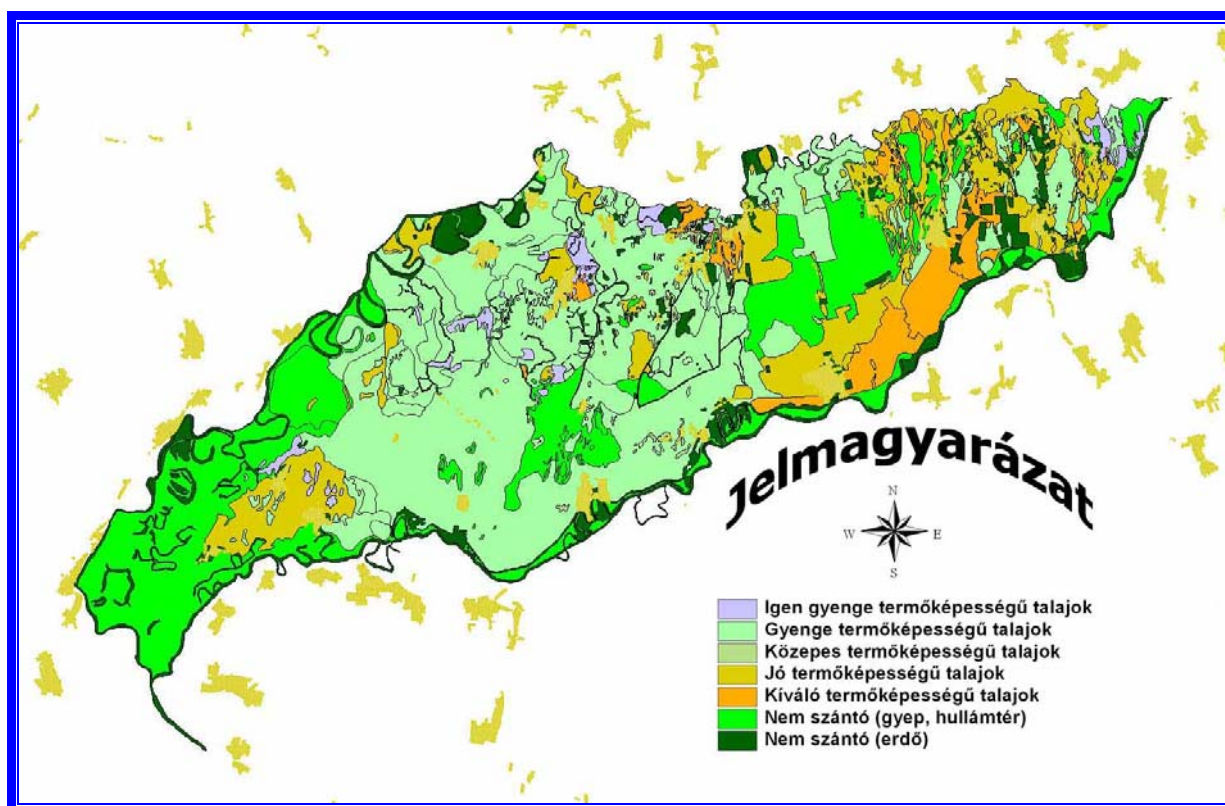 Jelmagyarázat
N
W E
S
Igen gyenge termőképességű talajok
Gyenge termőképességű talajok
Közepes termőképességű talajok
Jó termőképességű talajok
Kíváló termőképességű talajok
Nem szántó (gyep, hullámtér)
Nem szántó (erdő)